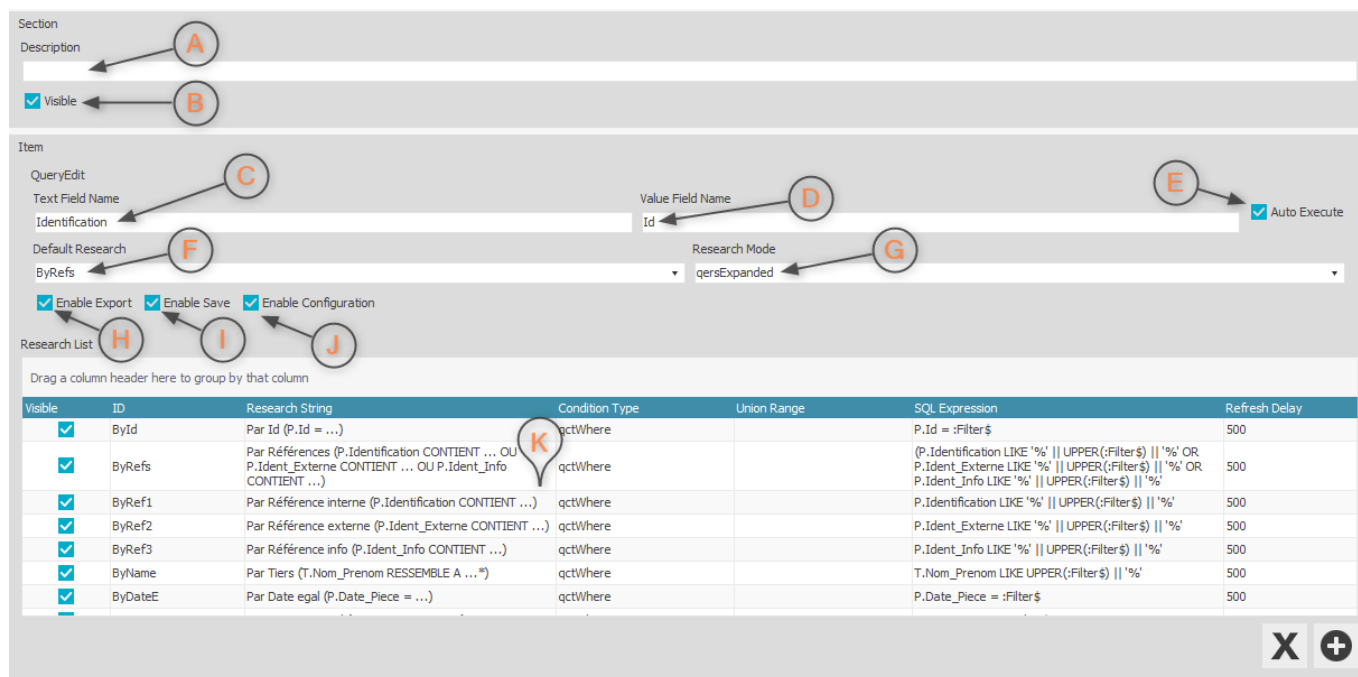 Section
Description
A
Visible
B
Item
QueryEdit
C
Text Field Name
Value Field Name
D
E
Identification
Id
Auto Execute
Default Research
F
Research Mode
G
ByRefs
qersExpanded
Enable Export
Enable Save
Enable Configuration
Research List
H
I
J
Drag a column header here to group by that column
Visible ID Research String Condition Type Union Range SQL Expression Refresh Delay
ById Par Id (P.Id = ...) qctWhere P.Id = :Filter$ 500
K
ByRefs
Par Références (P.Identification CONTIENT ... OU
P.Ident_Externe CONTIENT ... OU P.Ident_Info
CONTIENT ...)
qctWhere
(P.Identification LIKE '%' || UPPER(:Filter$) || '%' OR
P.Ident_Externe LIKE '%' || UPPER(:Filter$) || '%' OR
P.Ident_Info LIKE '%' || UPPER(:Filter$) || '%'
500
ByRef1 Par Référence interne (P.Identification CONTIENT ...) qctWhere P.Identification LIKE '%' || UPPER(:Filter$) || '%' 500
ByRef2 Par Référence externe (P.Ident_Externe CONTIENT ...) qctWhere P.Ident_Externe LIKE '%' || UPPER(:Filter$) || '%' 500
ByRef3 Par Référence info (P.Ident_Info CONTIENT ...) qctWhere P.Ident_Info LIKE '%' || UPPER(:Filter$) || '%' 500
ByName Par Tiers (T.Nom_Prenom RESSEMBLE A ...*) qctWhere T.Nom_Prenom LIKE UPPER(:Filter$) || '%' 500
ByDateE Par Date egal (P.Date_Piece = ...) qctWhere P.Date_Piece = :Filter$ 500
X